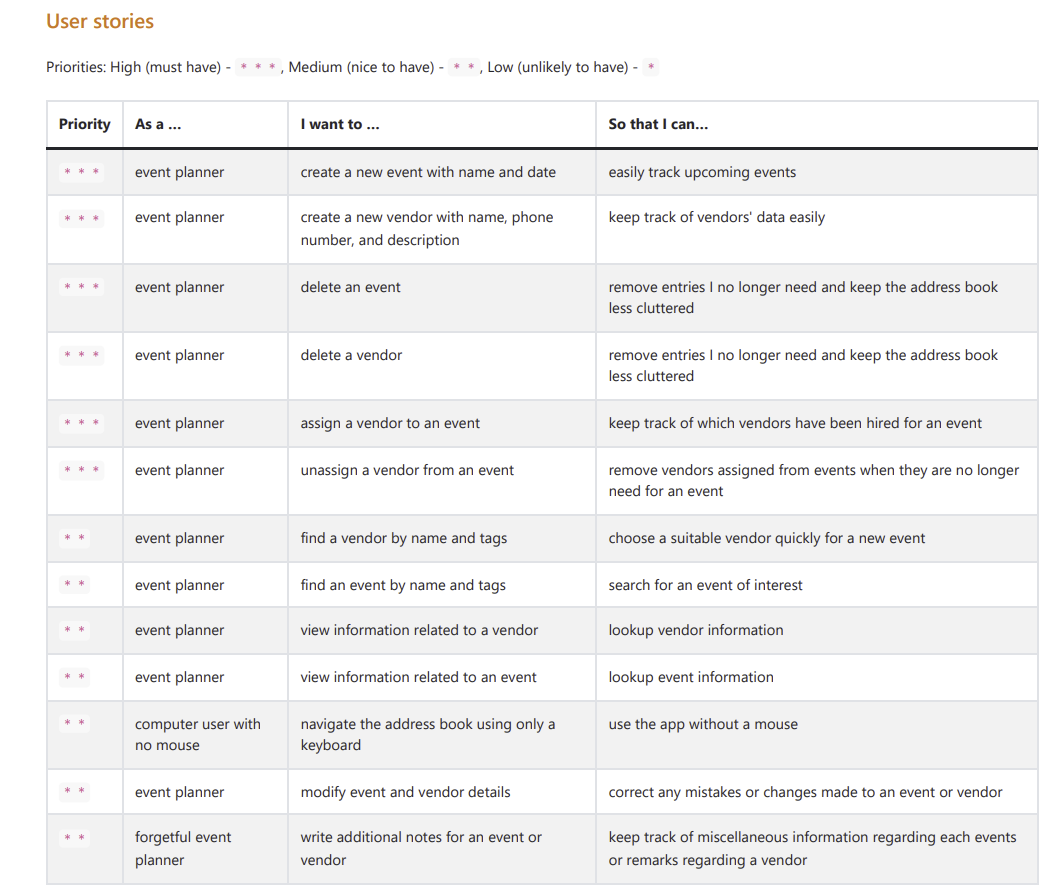 User stories
Priorities: High (must have) - * * *, Medium (nice to have) - * *, Low (unlikely to have) - *
Priority As a ... I want to ... So that I can...
* * * event planner create a new event with name and date easily track upcoming events
* * * event planner create a new vendor with name, phone keep track of vendors' data easily
number, and description
* * * event planner delete an event remove entries I no longer need and keep the address book
less cluttered
* * * event planner delete a vendor remove entries I no longer need and keep the address book
less cluttered
* * * event planner assign a vendor to an event keep track of which vendors have been hired for an event
* * * event planner unassign a vendor from an event remove vendors assigned from events when they are no longer
need for an event
* * event planner find a vendor by name and tags choose a suitable vendor quickly for a new event
* * event planner find an event by name and tags search for an event of interest
* * event planner view information related to a vendor lookup vendor information
* * event planner view information related to an event lookup event information
* * computer user with navigate the address book using only a use the app without a mouse
no mouse keyboard
* * event planner modify event and vendor details correct any mistakes or changes made to an event or vendor
* * forgetful event write additional notes for an event or keep track of miscellaneous information regarding each events
planner vendor or remarks regarding a vendor